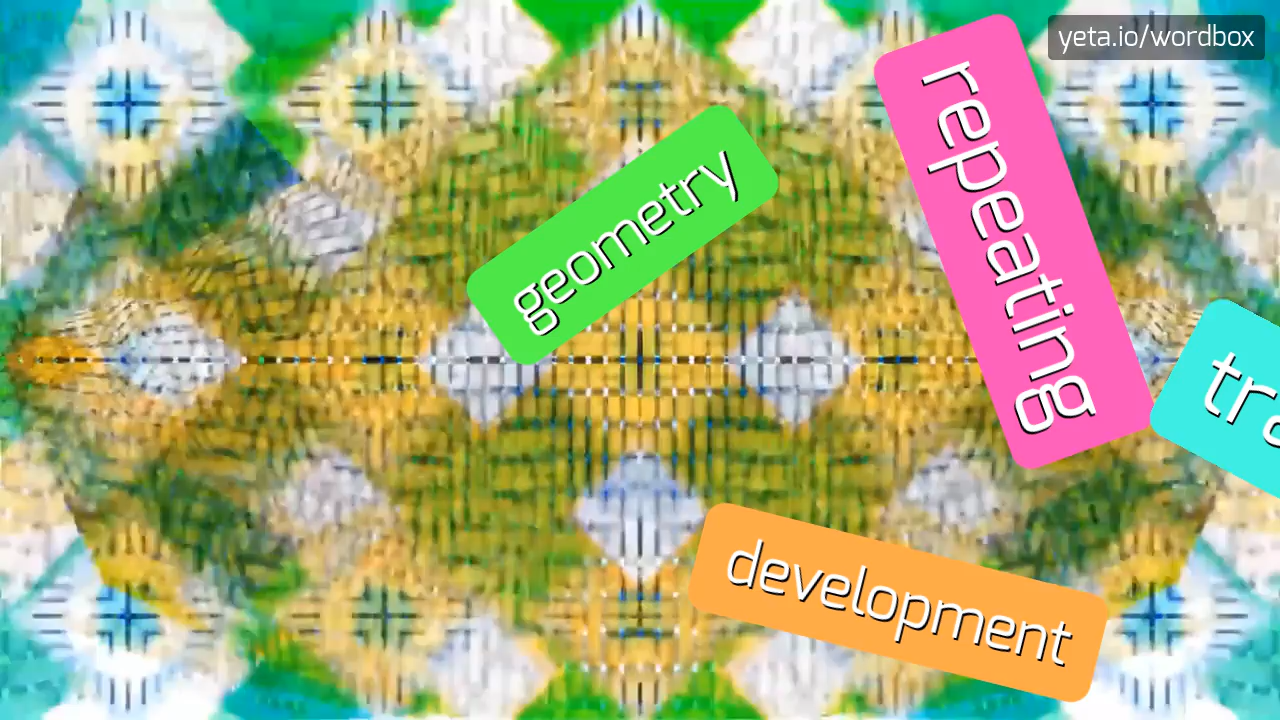 yeta.io/wordbox
repeating
geometry
development